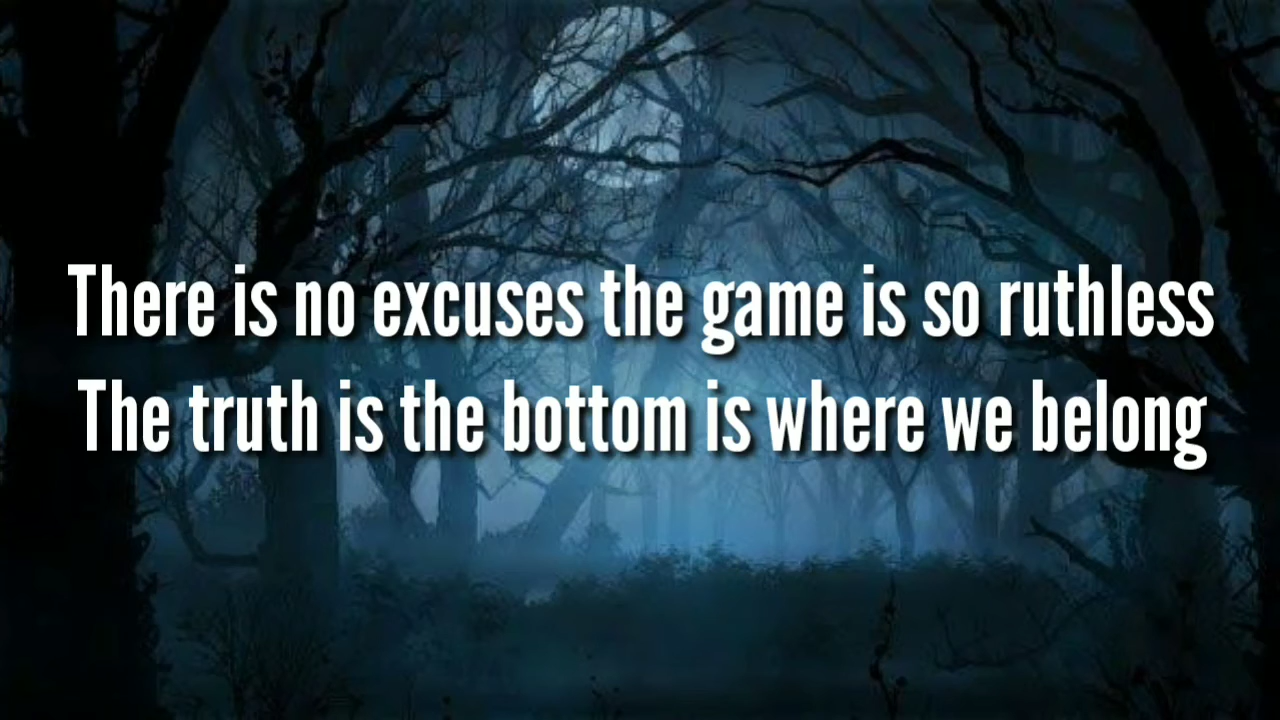 There is no excuses the game is so ruthless
The truth is the bottom is where we belong